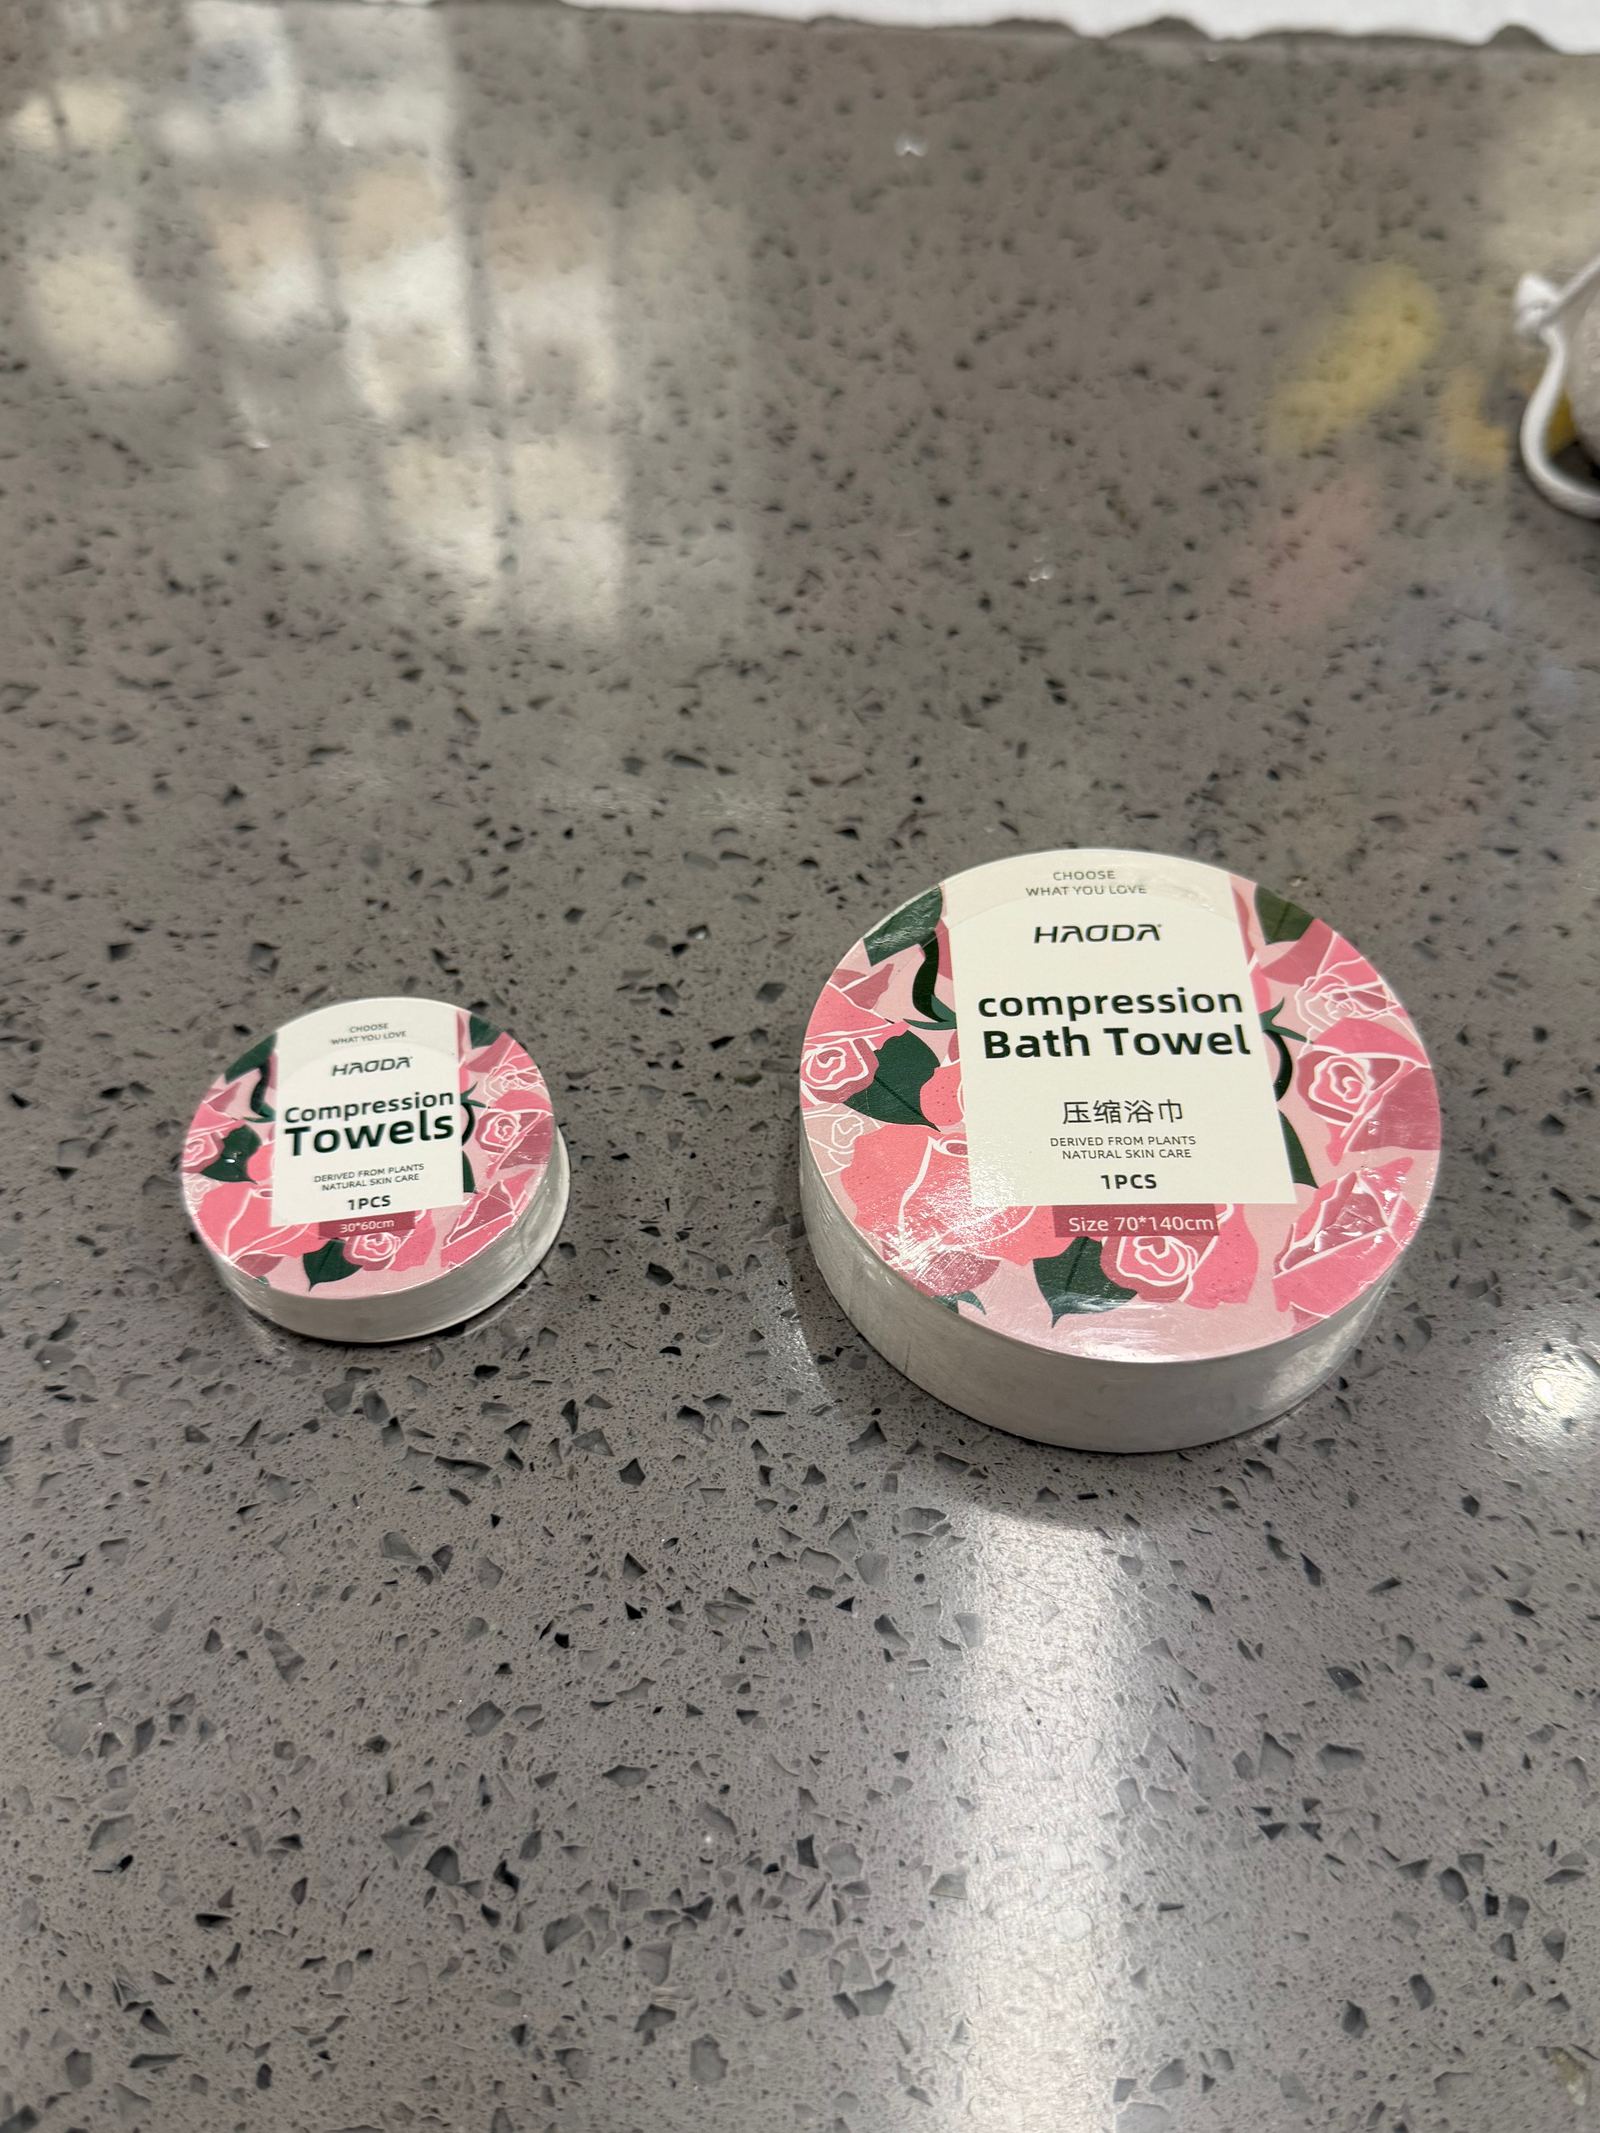 CHOOSE
WHAT YOU LOVE
HAODA
Compression
Towels
DERIVED FROM PLANTS
NATURAL SKIN CARE
1PCS
30*60cm
CHOOSE
WHAT YOU LOVE
HAODA
compression
Bath Towel
压缩浴巾
DERIVED FROM PLANTS
NATURAL SKIN CARE
1PCS
Size 70*140cm